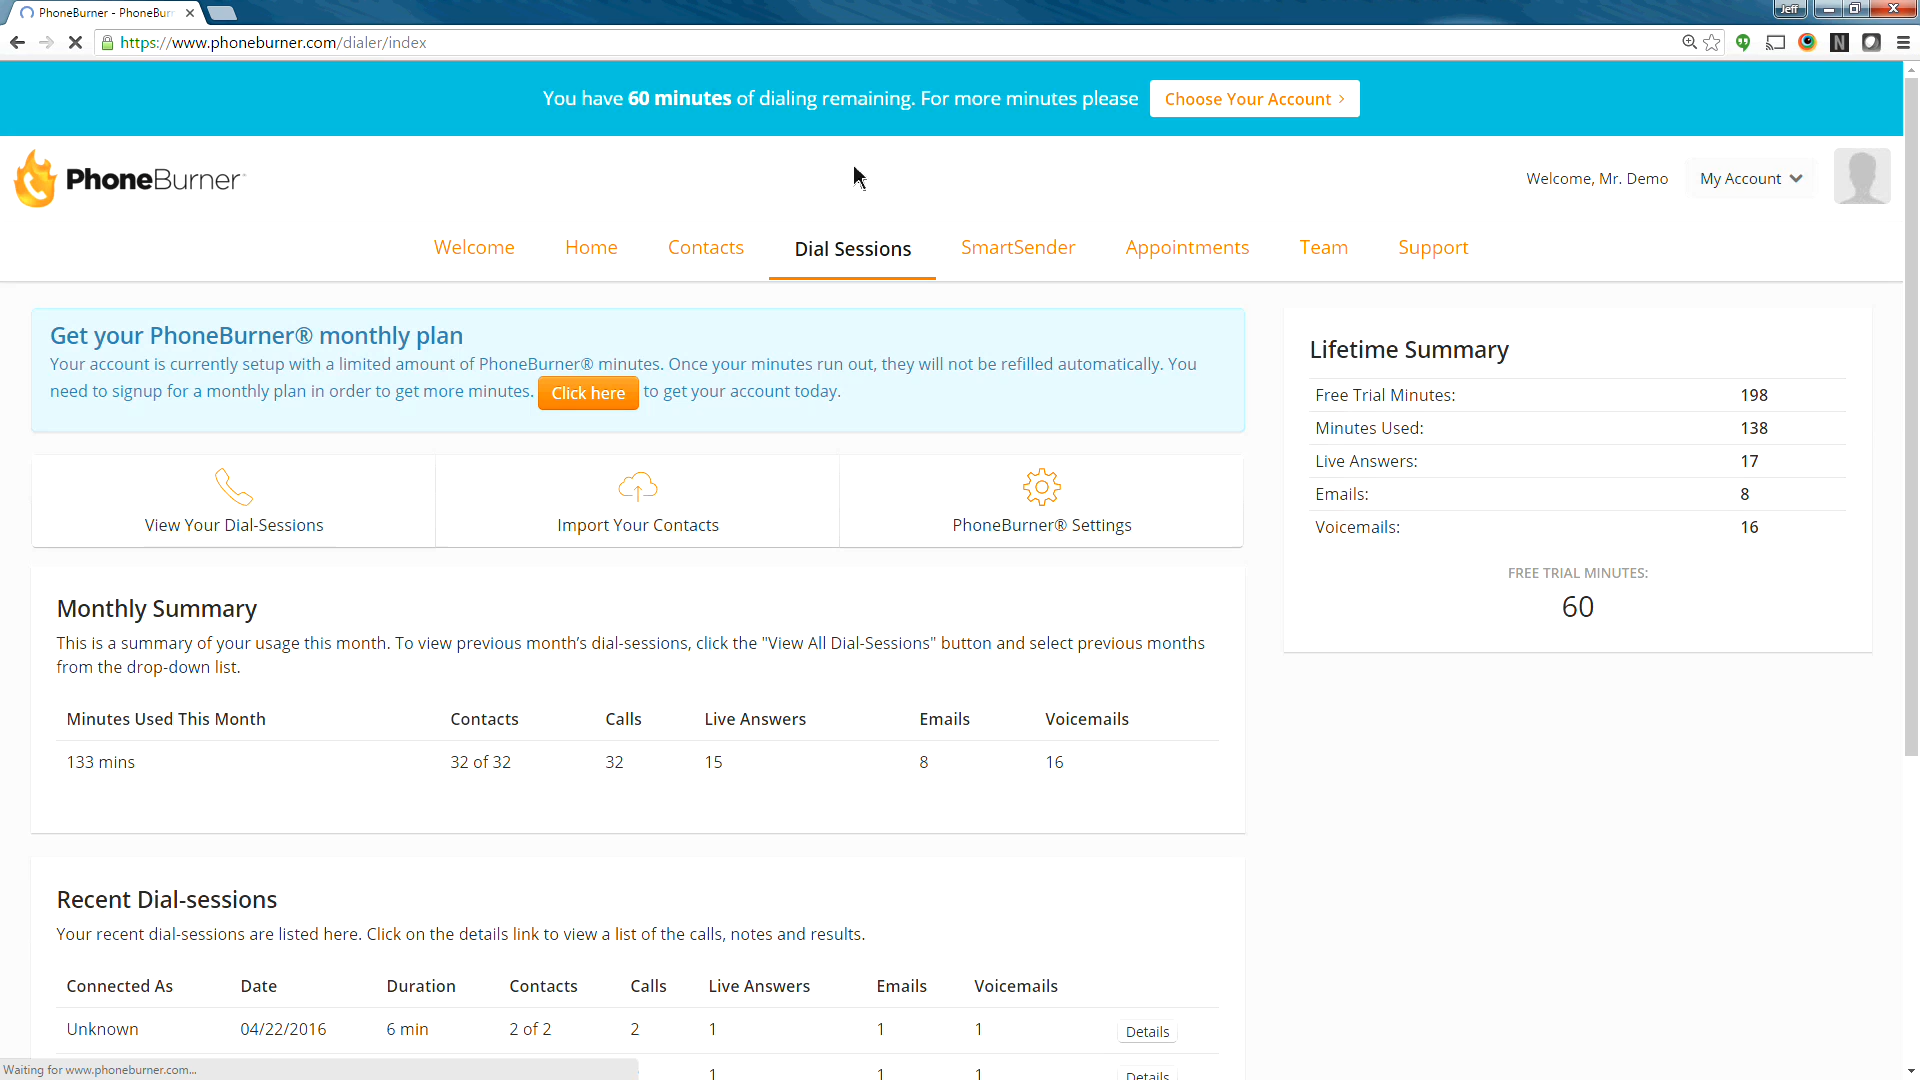 PhoneBurner - PhoneBurn
Jeff
https://www.phoneburner.com/dialer/index
You have 60 minutes of dialing remaining. For more minutes please Choose Your Account ›
PhoneBurner
Welcome, Mr. Demo My Account
Welcome Home Contacts Dial Sessions SmartSender Appointments Team Support
Get your PhoneBurner® monthly plan
Your account is currently setup with a limited amount of PhoneBurner® minutes. Once your minutes run out, they will not be refilled automatically. You
need to signup for a monthly plan in order to get more minutes. Click here to get your account today.
View Your Dial-Sessions Import Your Contacts PhoneBurner® Settings
Lifetime Summary
Free Trial Minutes: 198
Minutes Used: 138
Live Answers: 17
Emails: 8
Voicemails: 16
FREE TRIAL MINUTES:
60
Monthly Summary
This is a summary of your usage this month. To view previous month’s dial-sessions, click the "View All Dial-Sessions" button and select previous months
from the drop-down list.
Minutes Used This Month Contacts Calls Live Answers Emails Voicemails
133 mins 32 of 32 32 15 8 16
Recent Dial-sessions
Your recent dial-sessions are listed here. Click on the details link to view a list of the calls, notes and results.
Connected As Date Duration Contacts Calls Live Answers Emails Voicemails
Unknown 04/22/2016 6 min 2 of 2 2 1 1 1 Details
1 1 1 Details
Waiting for www.phoneburner.com...